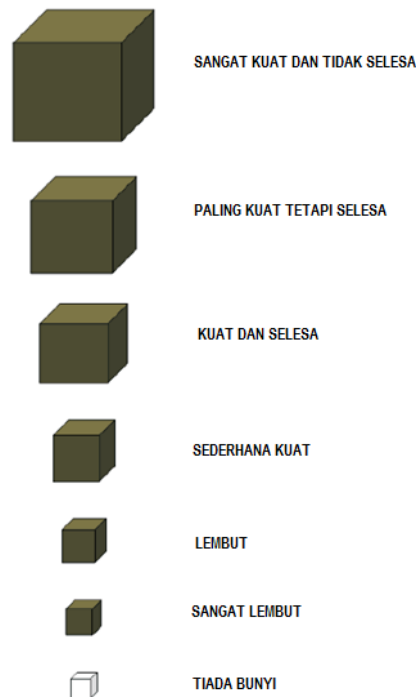 SANGAT KUAT DAN TIDAK SELESA
PALING KUAT TETAPI SELESA
KUAT DAN SELESA
SEDERHANA KUAT
LEMBUT
SANGAT LEMBUT
TIADA BUNYI